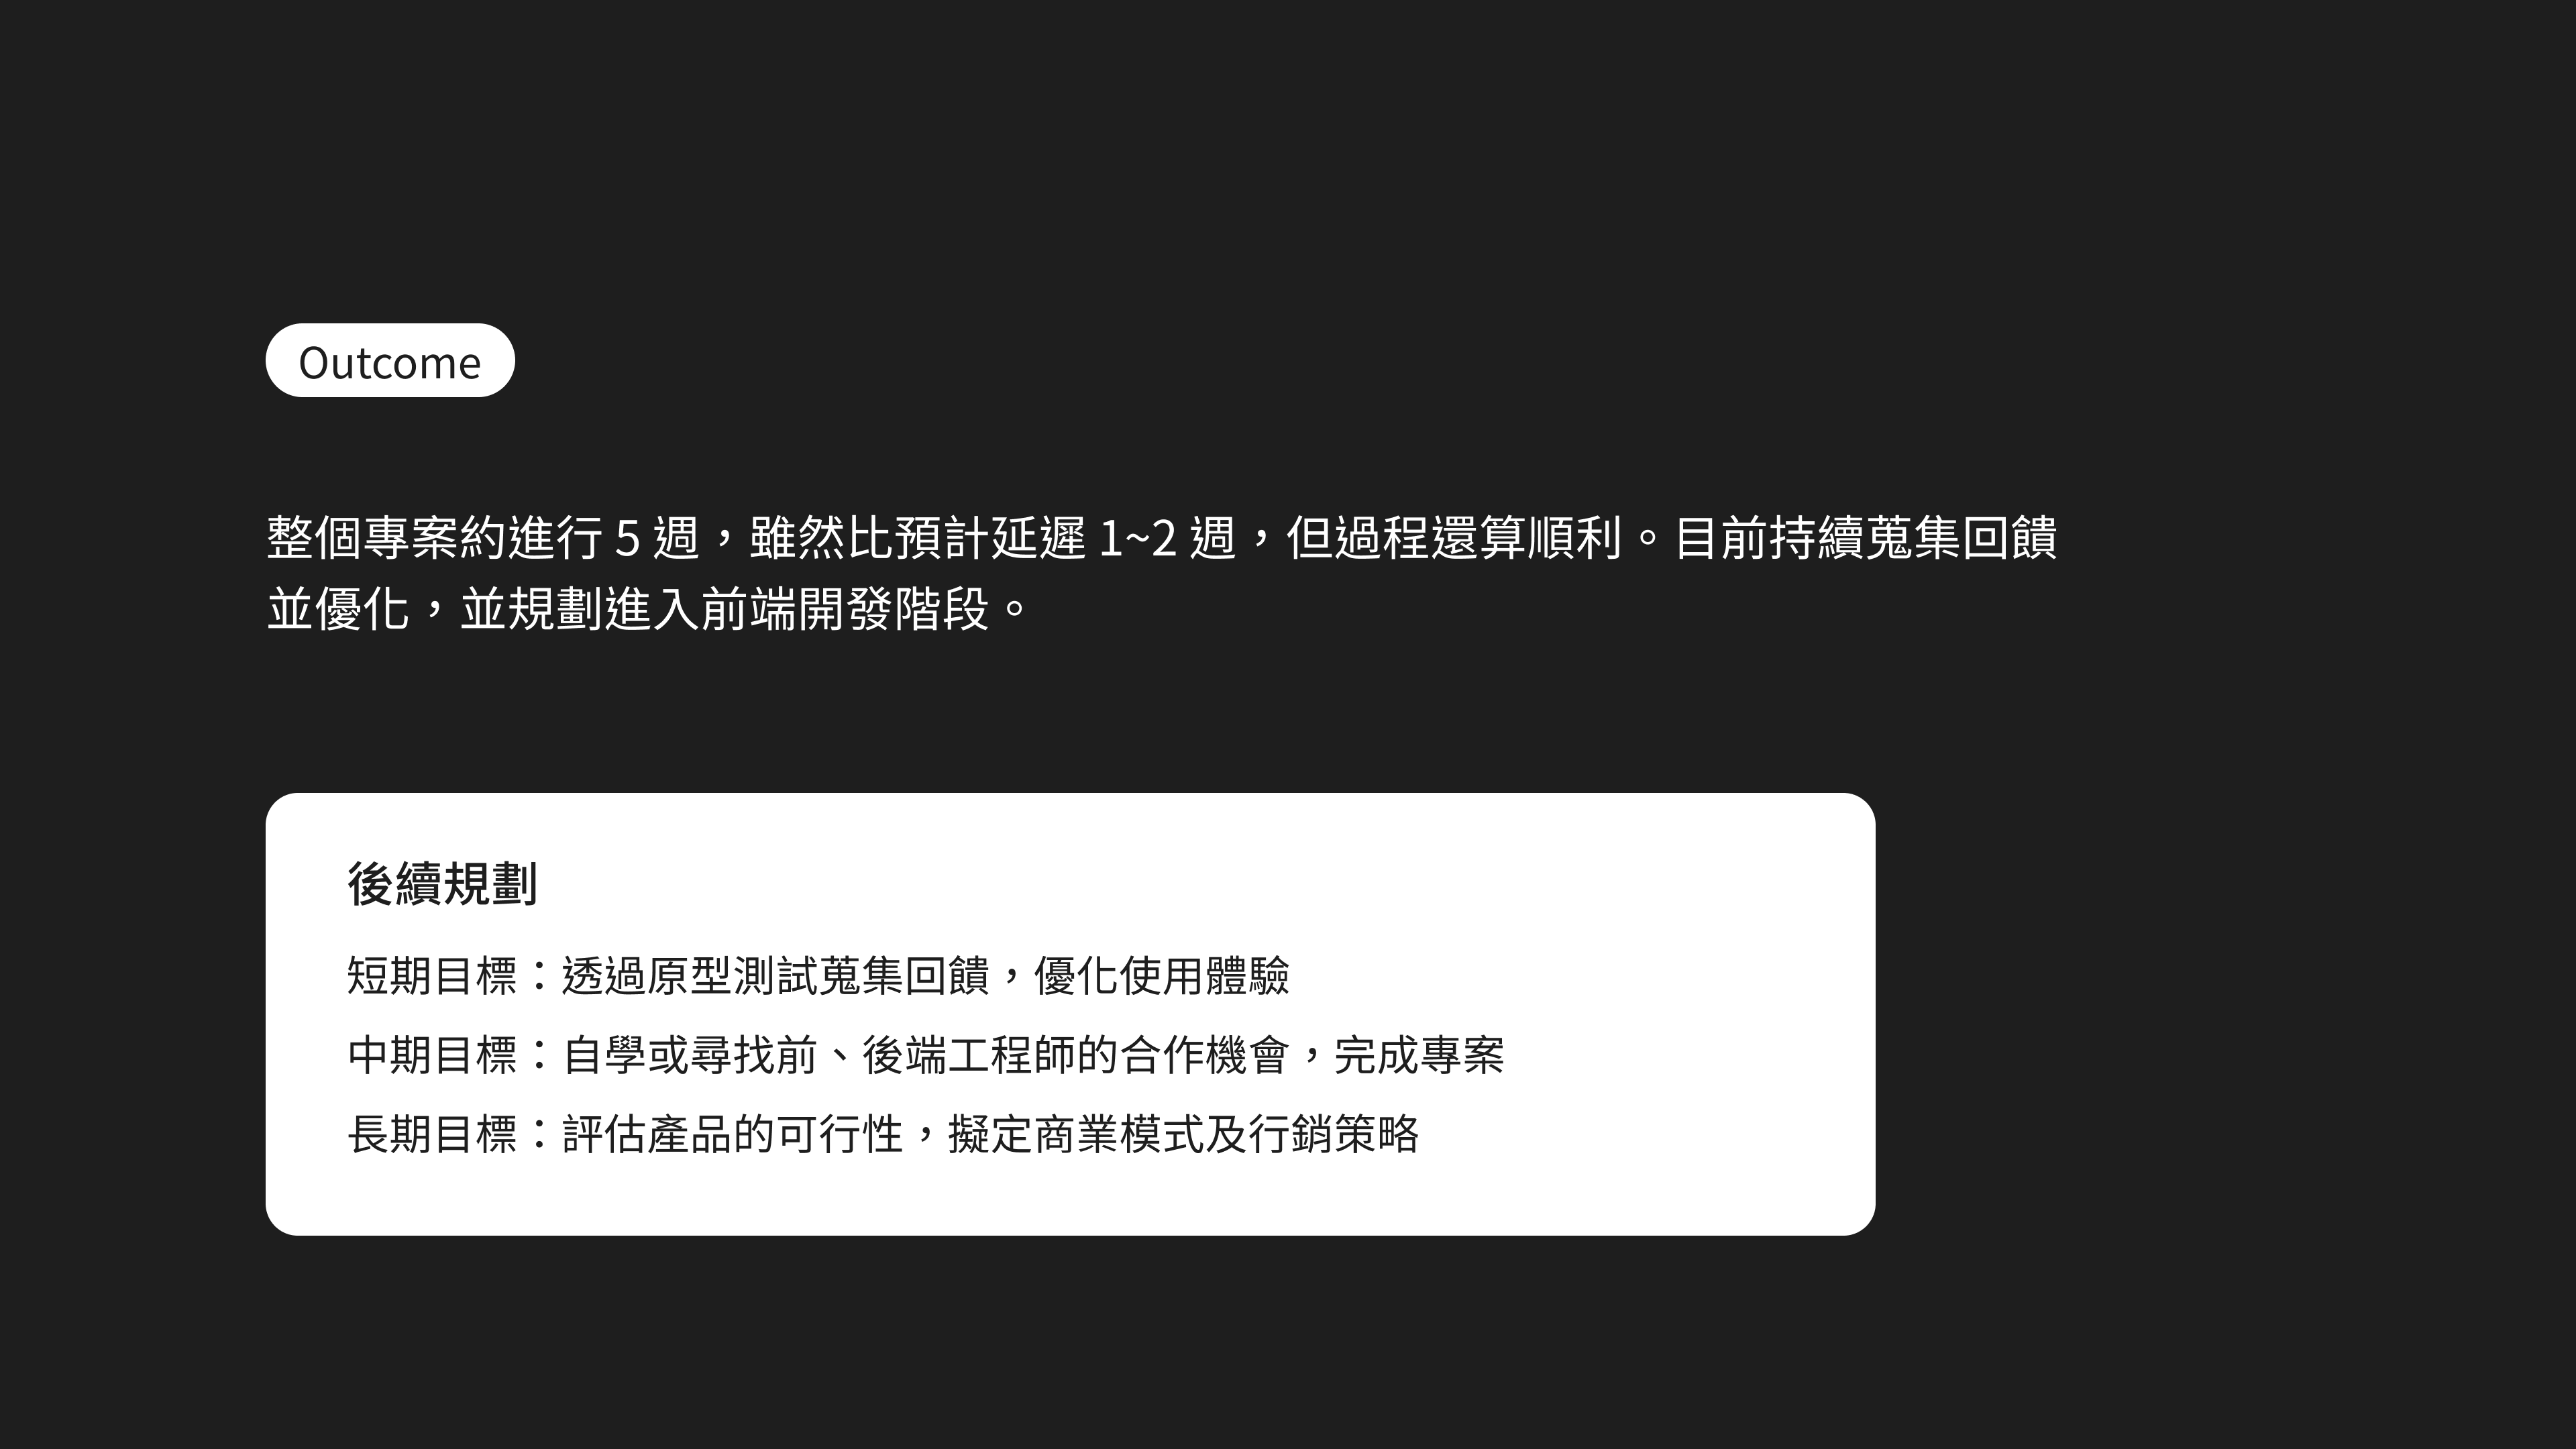 Outcome
整個專案約進行 5 週，雖然比預計延遲 1~2 週，但過程還算順利。目前持續蒐集回饋
並優化，並規劃進入前端開發階段。
後續規劃
短期目標：透過原型測試蒐集回饋，優化使用體驗
中期目標：自學或尋找前、後端工程師的合作機會，完成專案
長期目標：評估產品的可行性，擬定商業模式及行銷策略